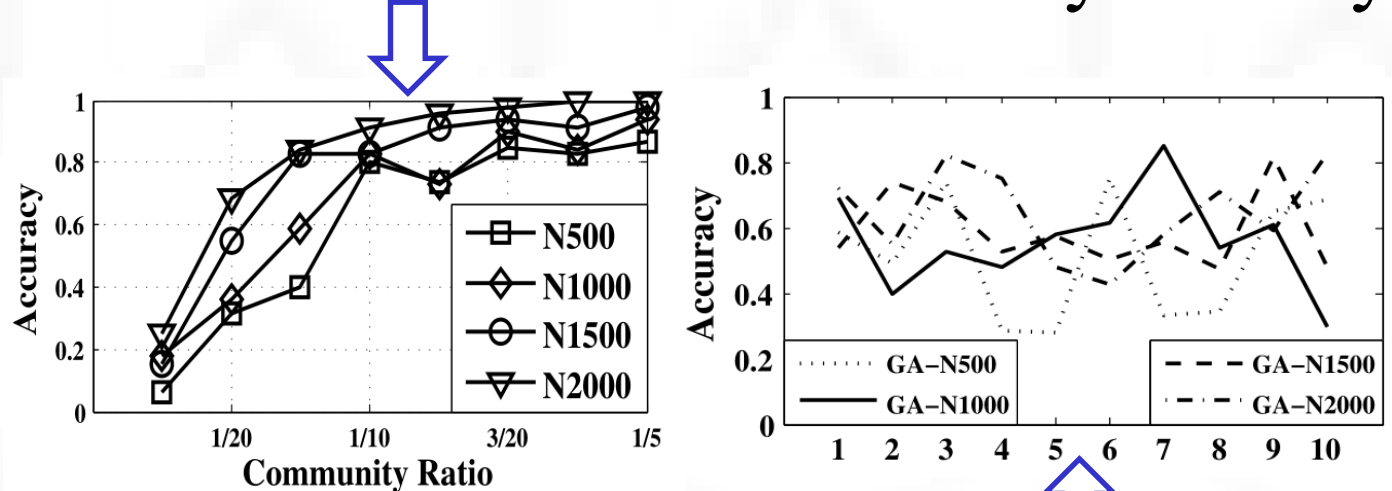 1
0.8
0.6
0.4
0.2
0
Accuracy
1/20 1/10 3/20 1/5
Community Ratio
N500
N1000
N1500
N2000
1
0.8
0.6
0.4
0.2
0
Accuracy
GA-N500
GA-N1000
GA-N1500
GA-N2000
1 2 3 4 5 6 7 8 9 10